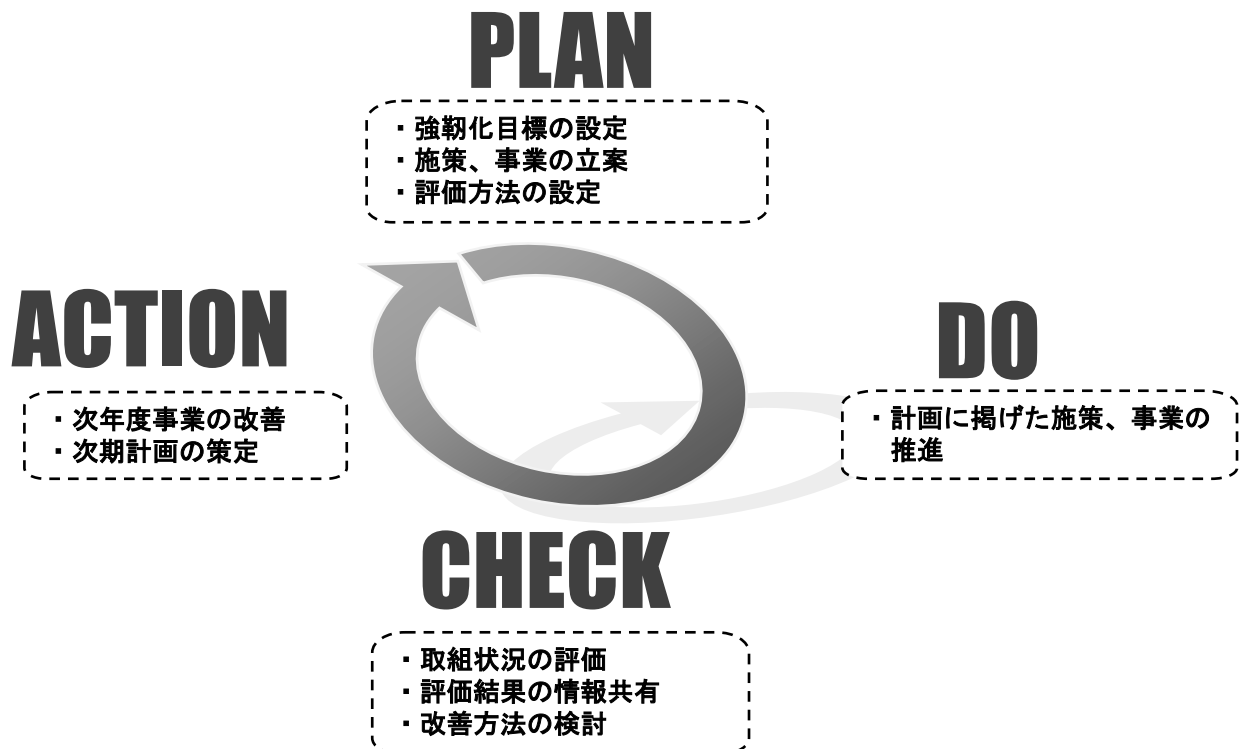 PLAN
・強靭化目標の設定
・施策、事業の立案
・評価方法の設定
ACTION
・次年度事業の改善
・次期計画の策定
DO
・計画に掲げた施策、事業の
推進
CHECK
・取組状況の評価
・評価結果の情報共有
・改善方法の検討